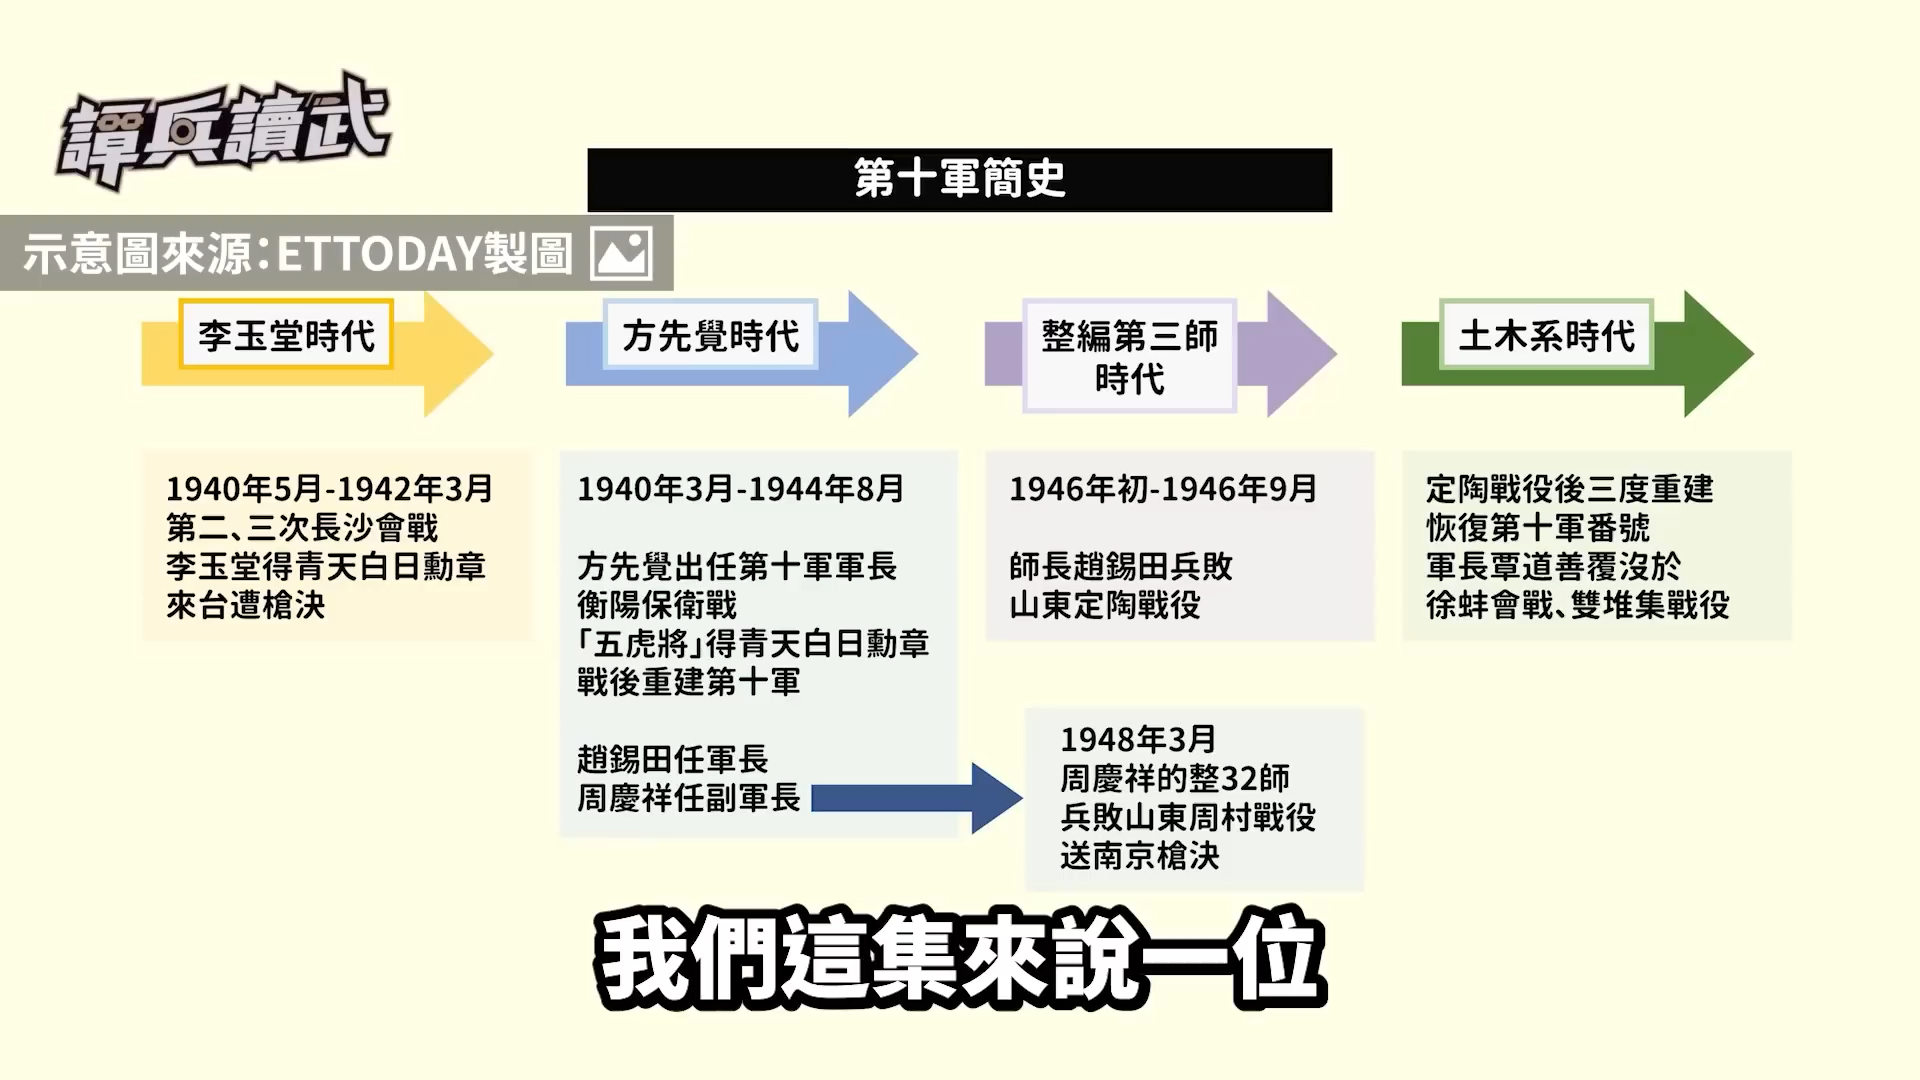 譚兵讀武
第十軍簡史
示意圖來源：ETTODAY製圖
李玉堂時代
1940年5月-1942年3月
第二、三次長沙會戰
李玉堂得青天白日勳章
來台遭槍決
方先覺時代
1940年3月-1944年8月
方先覺出任第十軍軍長
衡陽保衛戰
「五虎將」得青天白日勳章
戰後重建第十軍
趙錫田任軍長
周慶祥任副軍長
整編第三師
時代
1946年初-1946年9月
師長趙錫田兵敗
山東定陶戰役
1948年3月
周慶祥的整32師
兵敗山東周村戰役
送南京槍決
土木系時代
定陶戰役後三度重建
恢復第十軍番號
軍長覃道善覆沒於
徐蚌會戰、雙堆集戰役
我們這集來說一位